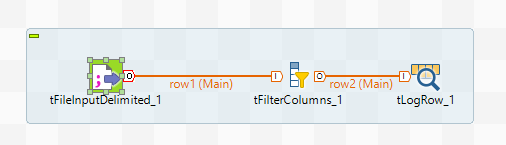 O
I
O
I
row1 (Main)
row2 (Main)
tFileInputDelimited_1
tFilterColumns_1
tLogRow_1